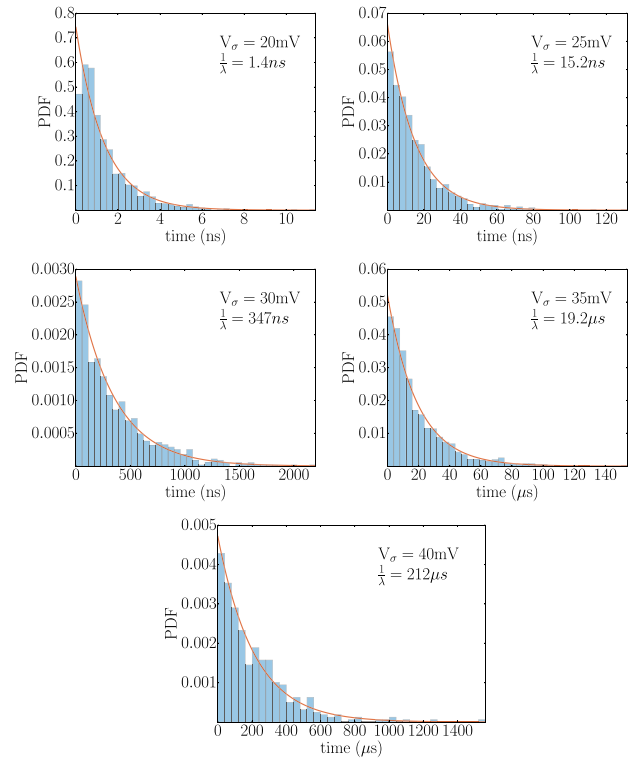 0.8
0.7
0.6
0.5
0.4
0.3
0.2
0.1
PDF
V_σ = 20mV
1/λ = 1.4ns
0 2 4 6 8 10
time (ns)
0.07
0.06
0.05
0.04
0.03
0.02
0.01
PDF
V_σ = 25mV
1/λ = 15.2ns
0 20 40 60 80 100 120
time (ns)
0.0030
0.0025
0.0020
0.0015
0.0010
0.0005
PDF
V_σ = 30mV
1/λ = 347ns
0 500 1000 1500 2000
time (ns)
0.06
0.05
0.04
0.03
0.02
0.01
PDF
V_σ = 35mV
1/λ = 19.2μs
0 20 40 60 80 100 120 140
time (μs)
0.005
0.004
0.003
0.002
0.001
PDF
V_σ = 40mV
1/λ = 212μs
0 200 400 600 800 1000 1200 1400
time (μs)